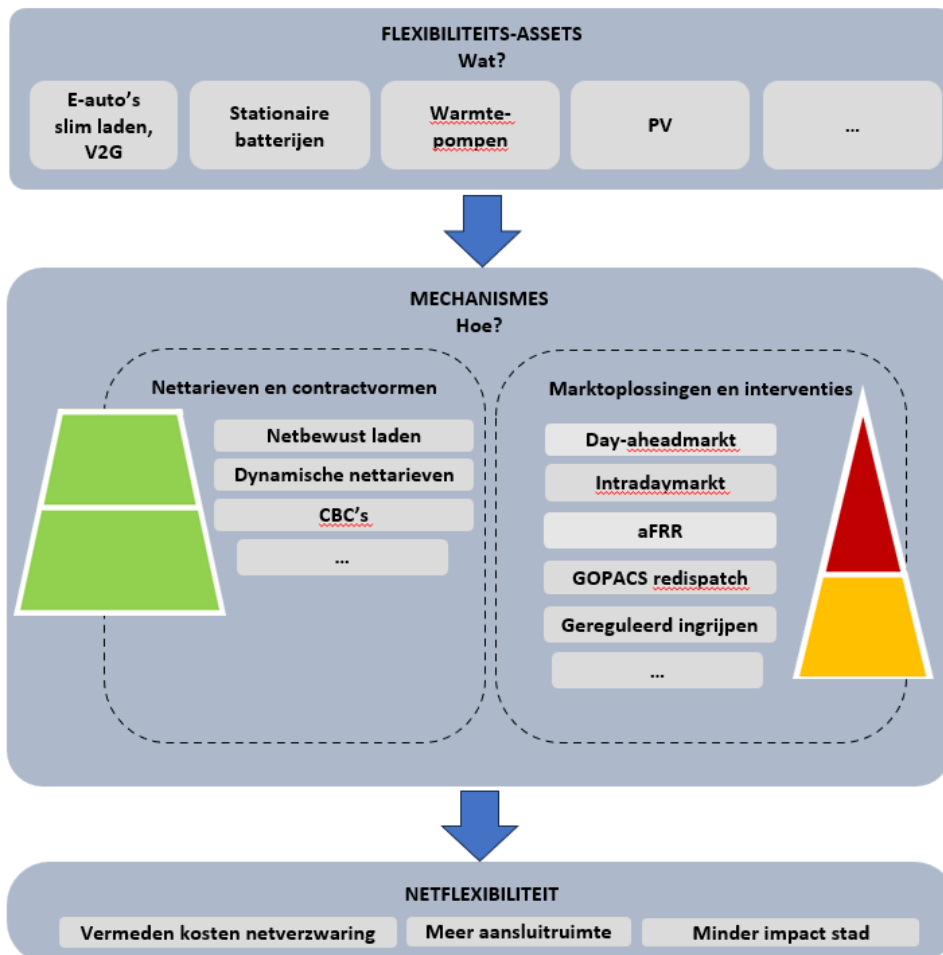 FLEXIBILITEITS-ASSETS
Wat?
E-auto's
slim laden,
V2G
Stationaire
batterijen
Warmte-
pompen
PV
...
MECHANISMES
Hoe?
Nettarieven en contractvormen
Netbewust laden
Dynamische nettarieven
CBC's
...
Marktoplossingen en interventies
Day-aheadmarkt
Intradaymarkt
aFRR
GOPACS redispatch
Gereguleerd ingrijpen
...
NETFLEXIBILITEIT
Vermeden kosten netverzwaring
Meer aansluitruimte
Minder impact stad